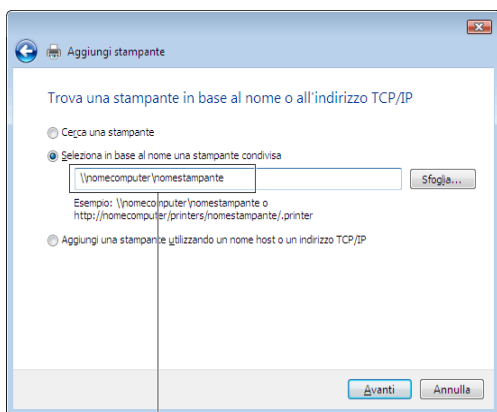 Aggiungi stampante
Trova una stampante in base al nome o all'indirizzo TCP/IP
Cerca una stampante
Seleziona in base al nome una stampante condivisa
\\nomecomputer\nomestampante
Sfoglia...
Esempio: \\nomecomputer\nomestampante o
http://nomecomputer/printers/nomestampante/.printer
Aggiungi una stampante utilizzando un nome host o un indirizzo TCP/IP
Avanti
Annulla